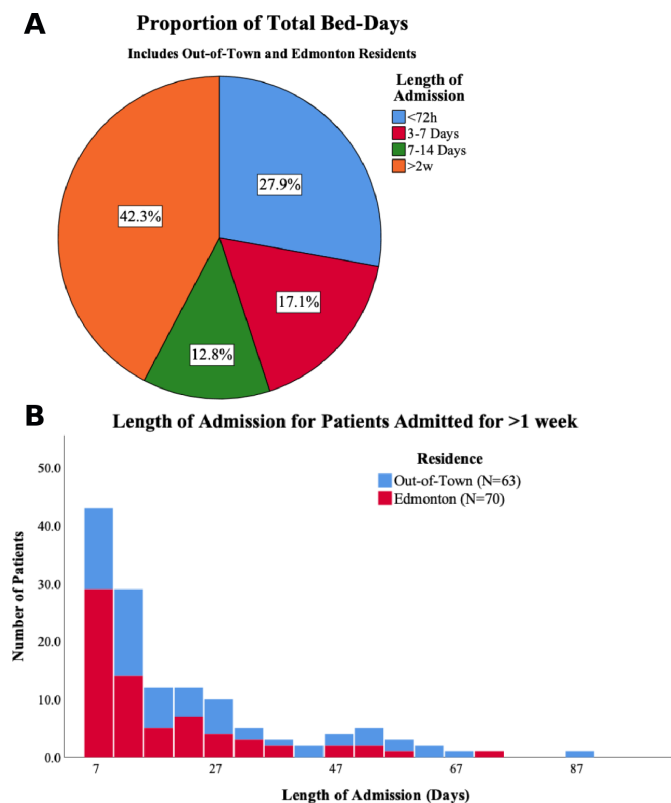 A
Proportion of Total Bed-Days
Includes Out-of-Town and Edmonton Residents
Length of
Admission
<72h
3-7 Days
7-14 Days
>2w
27.9%
42.3%
17.1%
12.8%
B
Length of Admission for Patients Admitted for >1 week
Residence
Out-of-Town (N=63)
Edmonton (N=70)
Number of Patients
50.0
40.0
30.0
20.0
10.0
0.0
7 27 47 67 87
Length of Admission (Days)